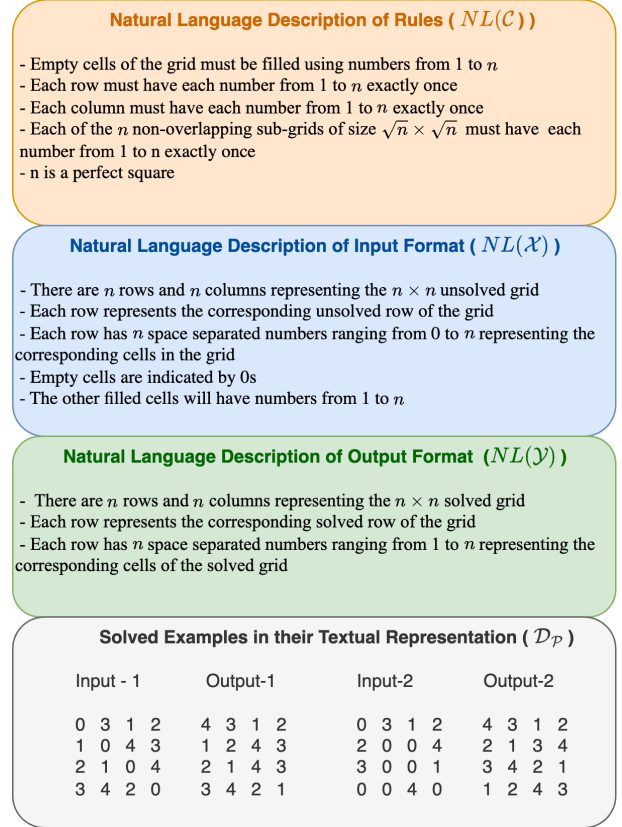 Natural Language Description of Rules ( NL(𝒞) )
- Empty cells of the grid must be filled using numbers from 1 to n
- Each row must have each number from 1 to n exactly once
- Each column must have each number from 1 to n exactly once
- Each of the n non-overlapping sub-grids of size √n × √n must have each
number from 1 to n exactly once
- n is a perfect square
Natural Language Description of Input Format ( NL(𝒳) )
- There are n rows and n columns representing the n × n unsolved grid
- Each row represents the corresponding unsolved row of the grid
- Each row has n space separated numbers ranging from 0 to n representing the
corresponding cells in the grid
- Empty cells are indicated by 0s
- The other filled cells will have numbers from 1 to n
Natural Language Description of Output Format (NL(𝒴) )
- There are n rows and n columns representing the n × n solved grid
- Each row represents the corresponding solved row of the grid
- Each row has n space separated numbers ranging from 1 to n representing the
corresponding cells of the solved grid
Solved Examples in their Textual Representation ( 𝒟_𝒫 )
Input - 1 Output-1 Input-2 Output-2
0 3 1 2 4 3 1 2 0 3 1 2 4 3 1 2
1 0 4 3 1 2 4 3 2 0 0 4 2 1 3 4
2 1 0 4 2 1 4 3 3 0 0 1 3 4 2 1
3 4 2 0 3 4 2 1 0 0 4 0 1 2 4 3